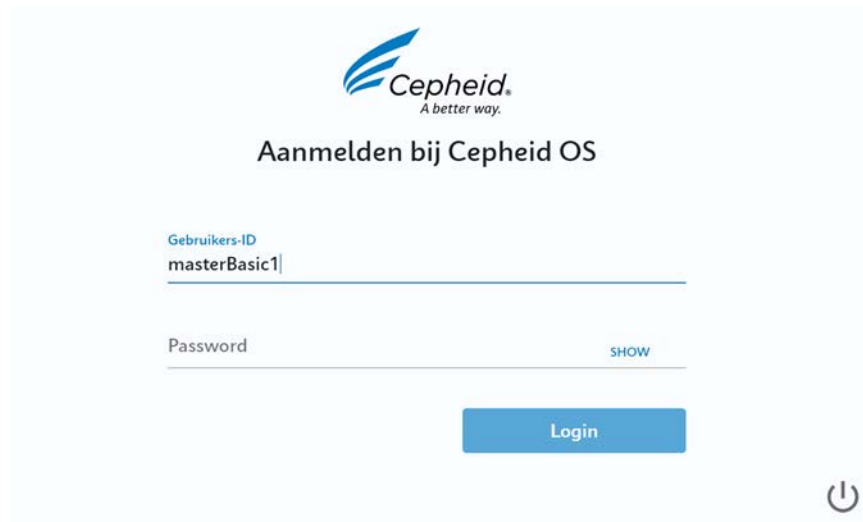 Cepheid.
A better way.
Aanmelden bij Cepheid OS
Gebruikers-ID
masterBasic1
Password
SHOW
Login